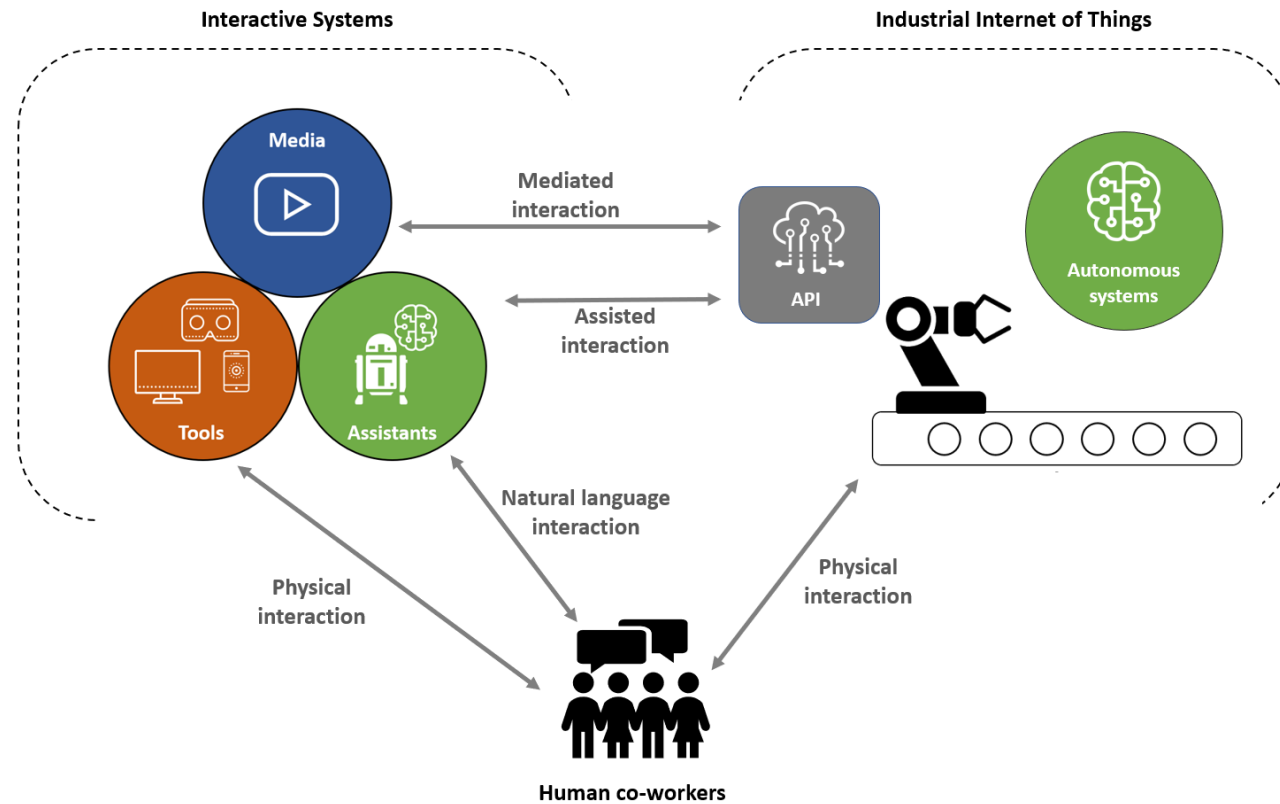 Interactive Systems
Industrial Internet of Things
Media
Mediated
interaction
Autonomous
systems
API
Assisted
interaction
Tools
Assistants
Natural language
interaction
Physical
interaction
Physical
interaction
Human co-workers